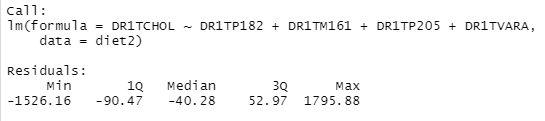 Call:
lm(formula = DR1TCHOL ~ DR1TP182 + DR1TM161 + DR1TP205 + DR1TVARA,
    data = diet2)

Residuals:
     Min       1Q   Median       3Q      Max
-1526.16   -90.47   -40.28    52.97  1795.88